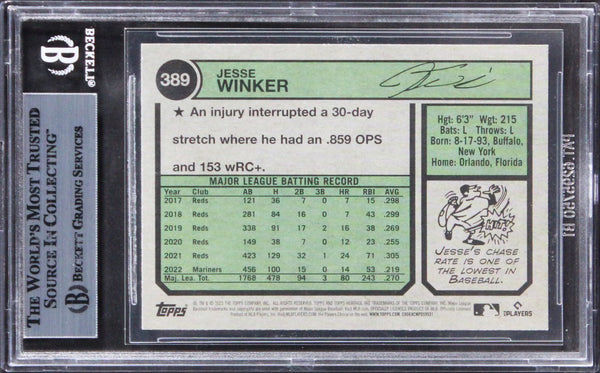 BECKETT
THE WORLD'S MOST TRUSTED
SOURCE IN COLLECTING™
BECKETT GRADING SERVICES
389
JESSE
WINKER
★ An injury interrupted a 30-day
stretch where he had an .859 OPS
and 153 wRC+.
Hgt: 6'3" Wgt: 215
Bats: L Throws: L
Born: 8-17-93, Buffalo,
New York
Home: Orlando, Florida
MAJOR LEAGUE BATTING RECORD
Year Club AB H 2B 3B HR RBI AVG
2017 Reds 121 36 7 0 7 15 .298
2018 Reds 281 84 16 0 7 43 .299
2019 Reds 338 91 17 2 16 38 .269
2020 Reds 149 38 7 0 12 23 .255
2021 Reds 423 129 32 1 24 71 .305
2022 Mariners 456 100 15 0 14 53 .219
Maj. Lea. Tot. 1768 478 94 3 80 243 .270
HIT!
JESSE'S CHASE
RATE IS ONE OF
THE LOWEST IN
BASEBALL.
Topps
PLAYERS